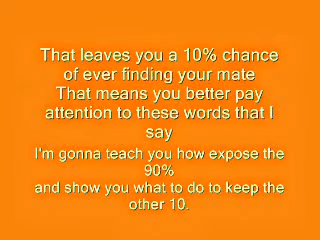 That leaves you a 10% chance
of ever finding your mate
That means you better pay
attention to these words that I
say
I'm gonna teach you how expose the
90%
and show you what to do to keep the
other 10.